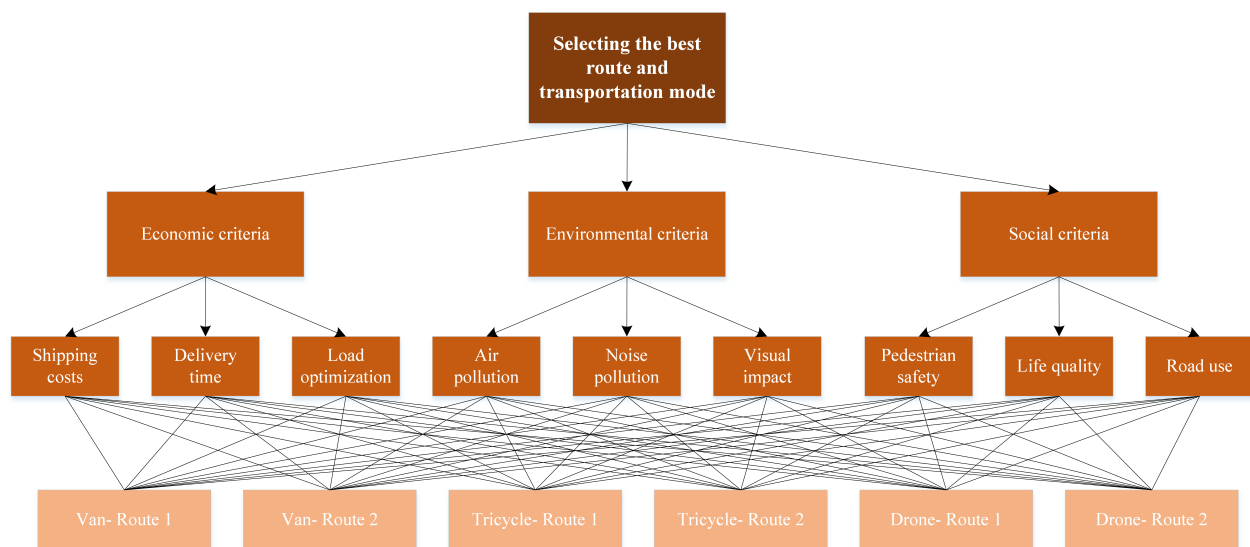 Selecting the best
route and
transportation mode
Economic criteria
Environmental criteria
Social criteria
Shipping
costs
Delivery
time
Load
optimization
Air
pollution
Noise
pollution
Visual
impact
Pedestrian
safety
Life quality
Road use
Van- Route 1
Van- Route 2
Tricycle- Route 1
Tricycle- Route 2
Drone- Route 1
Drone- Route 2